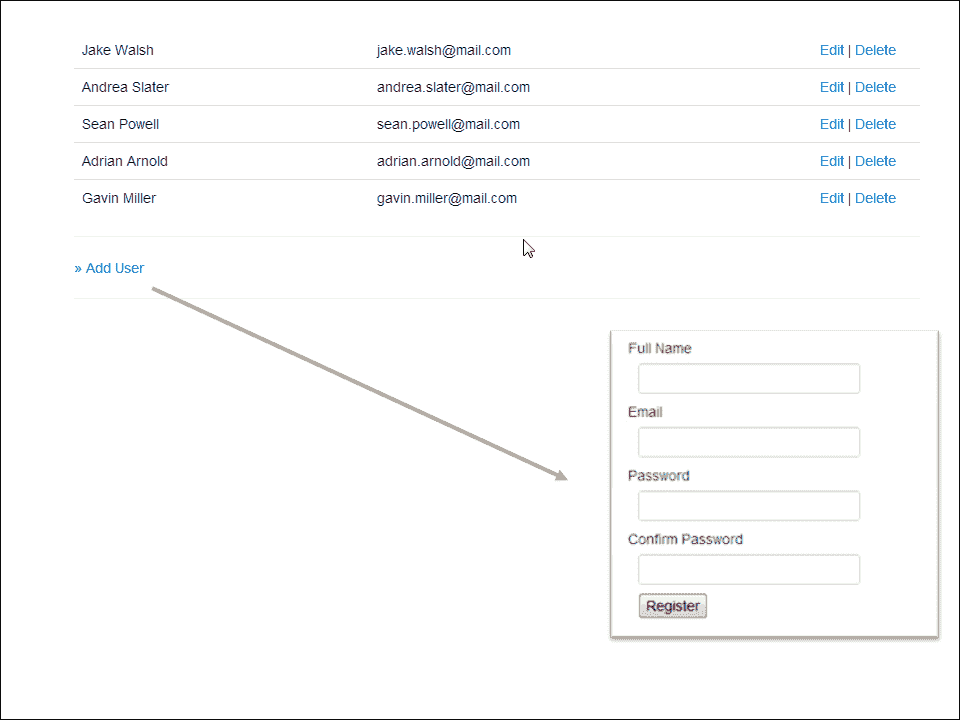 Jake Walsh jake.walsh@mail.com Edit | Delete
Andrea Slater andrea.slater@mail.com Edit | Delete
Sean Powell sean.powell@mail.com Edit | Delete
Adrian Arnold adrian.arnold@mail.com Edit | Delete
Gavin Miller gavin.miller@mail.com Edit | Delete
» Add User
Full Name
Email
Password
Confirm Password
Register